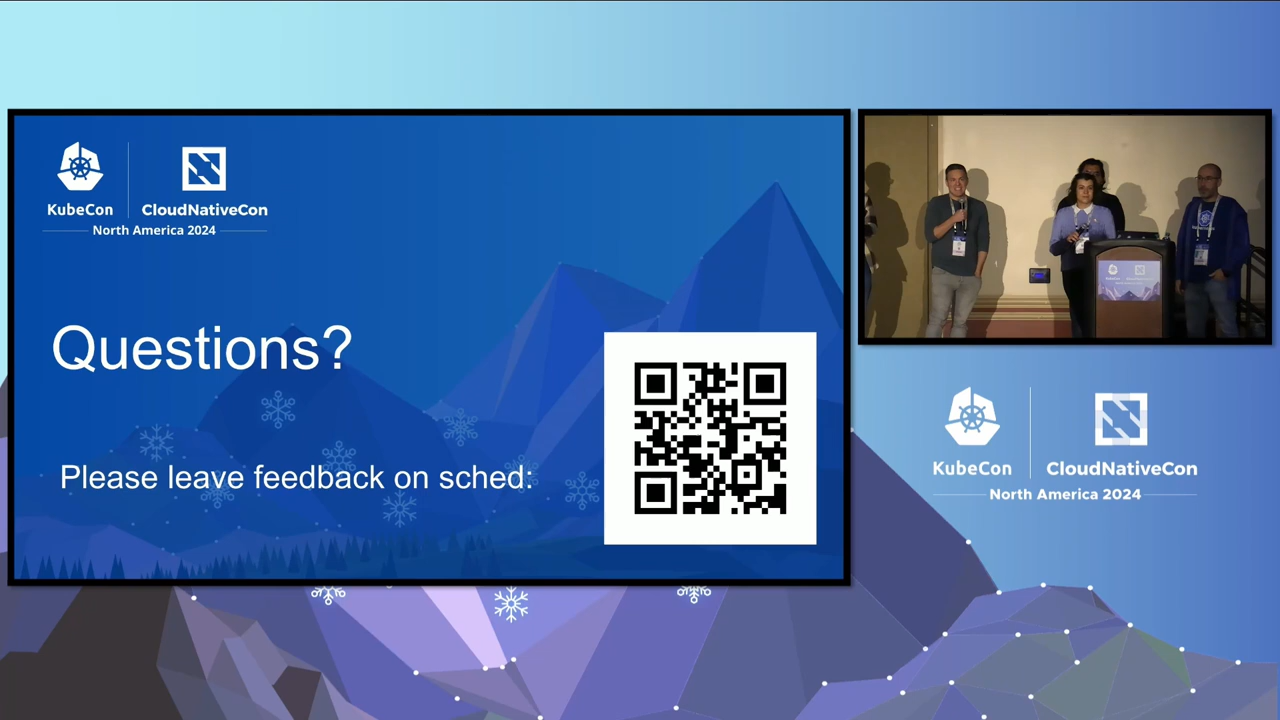 KubeCon
CloudNativeCon
North America 2024
Questions?
Please leave feedback on sched:
KubeCon
CloudNativeCon
North America 2024